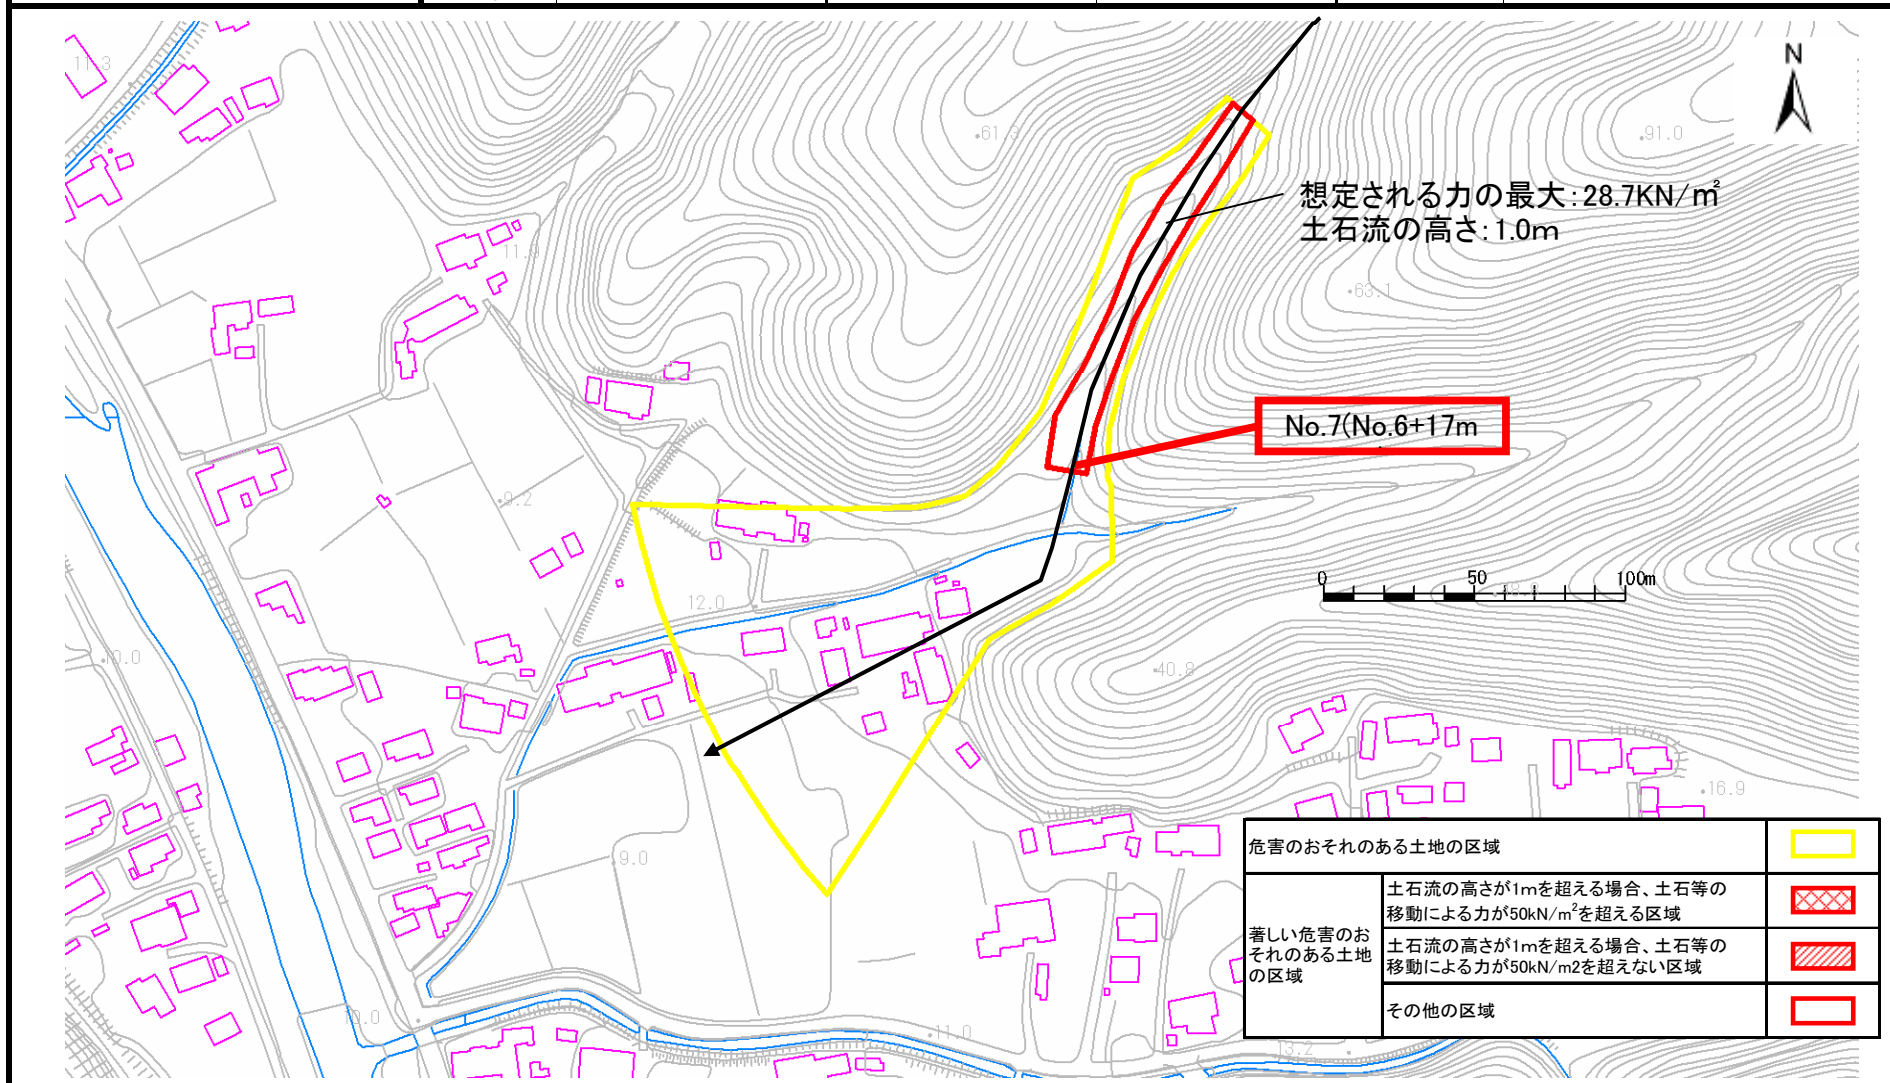 11.3
N
61.3
91.0
想定される力の最大:28.7KN/㎡
土石流の高さ:1.0m
11.9
63.1
No.7(No.6+17m
9.2
0 50 100m
12.0
10.0
40.8
16.9
9.0
危害のおそれのある土地の区域
著しい危害のお
それのある土地
の区域
土石流の高さが1mを超える場合、土石等の
移動による力が50kN/m²を超える区域
土石流の高さが1mを超える場合、土石等の
移動による力が50kN/m2を超えない区域
その他の区域
10.0
11.0
13.2